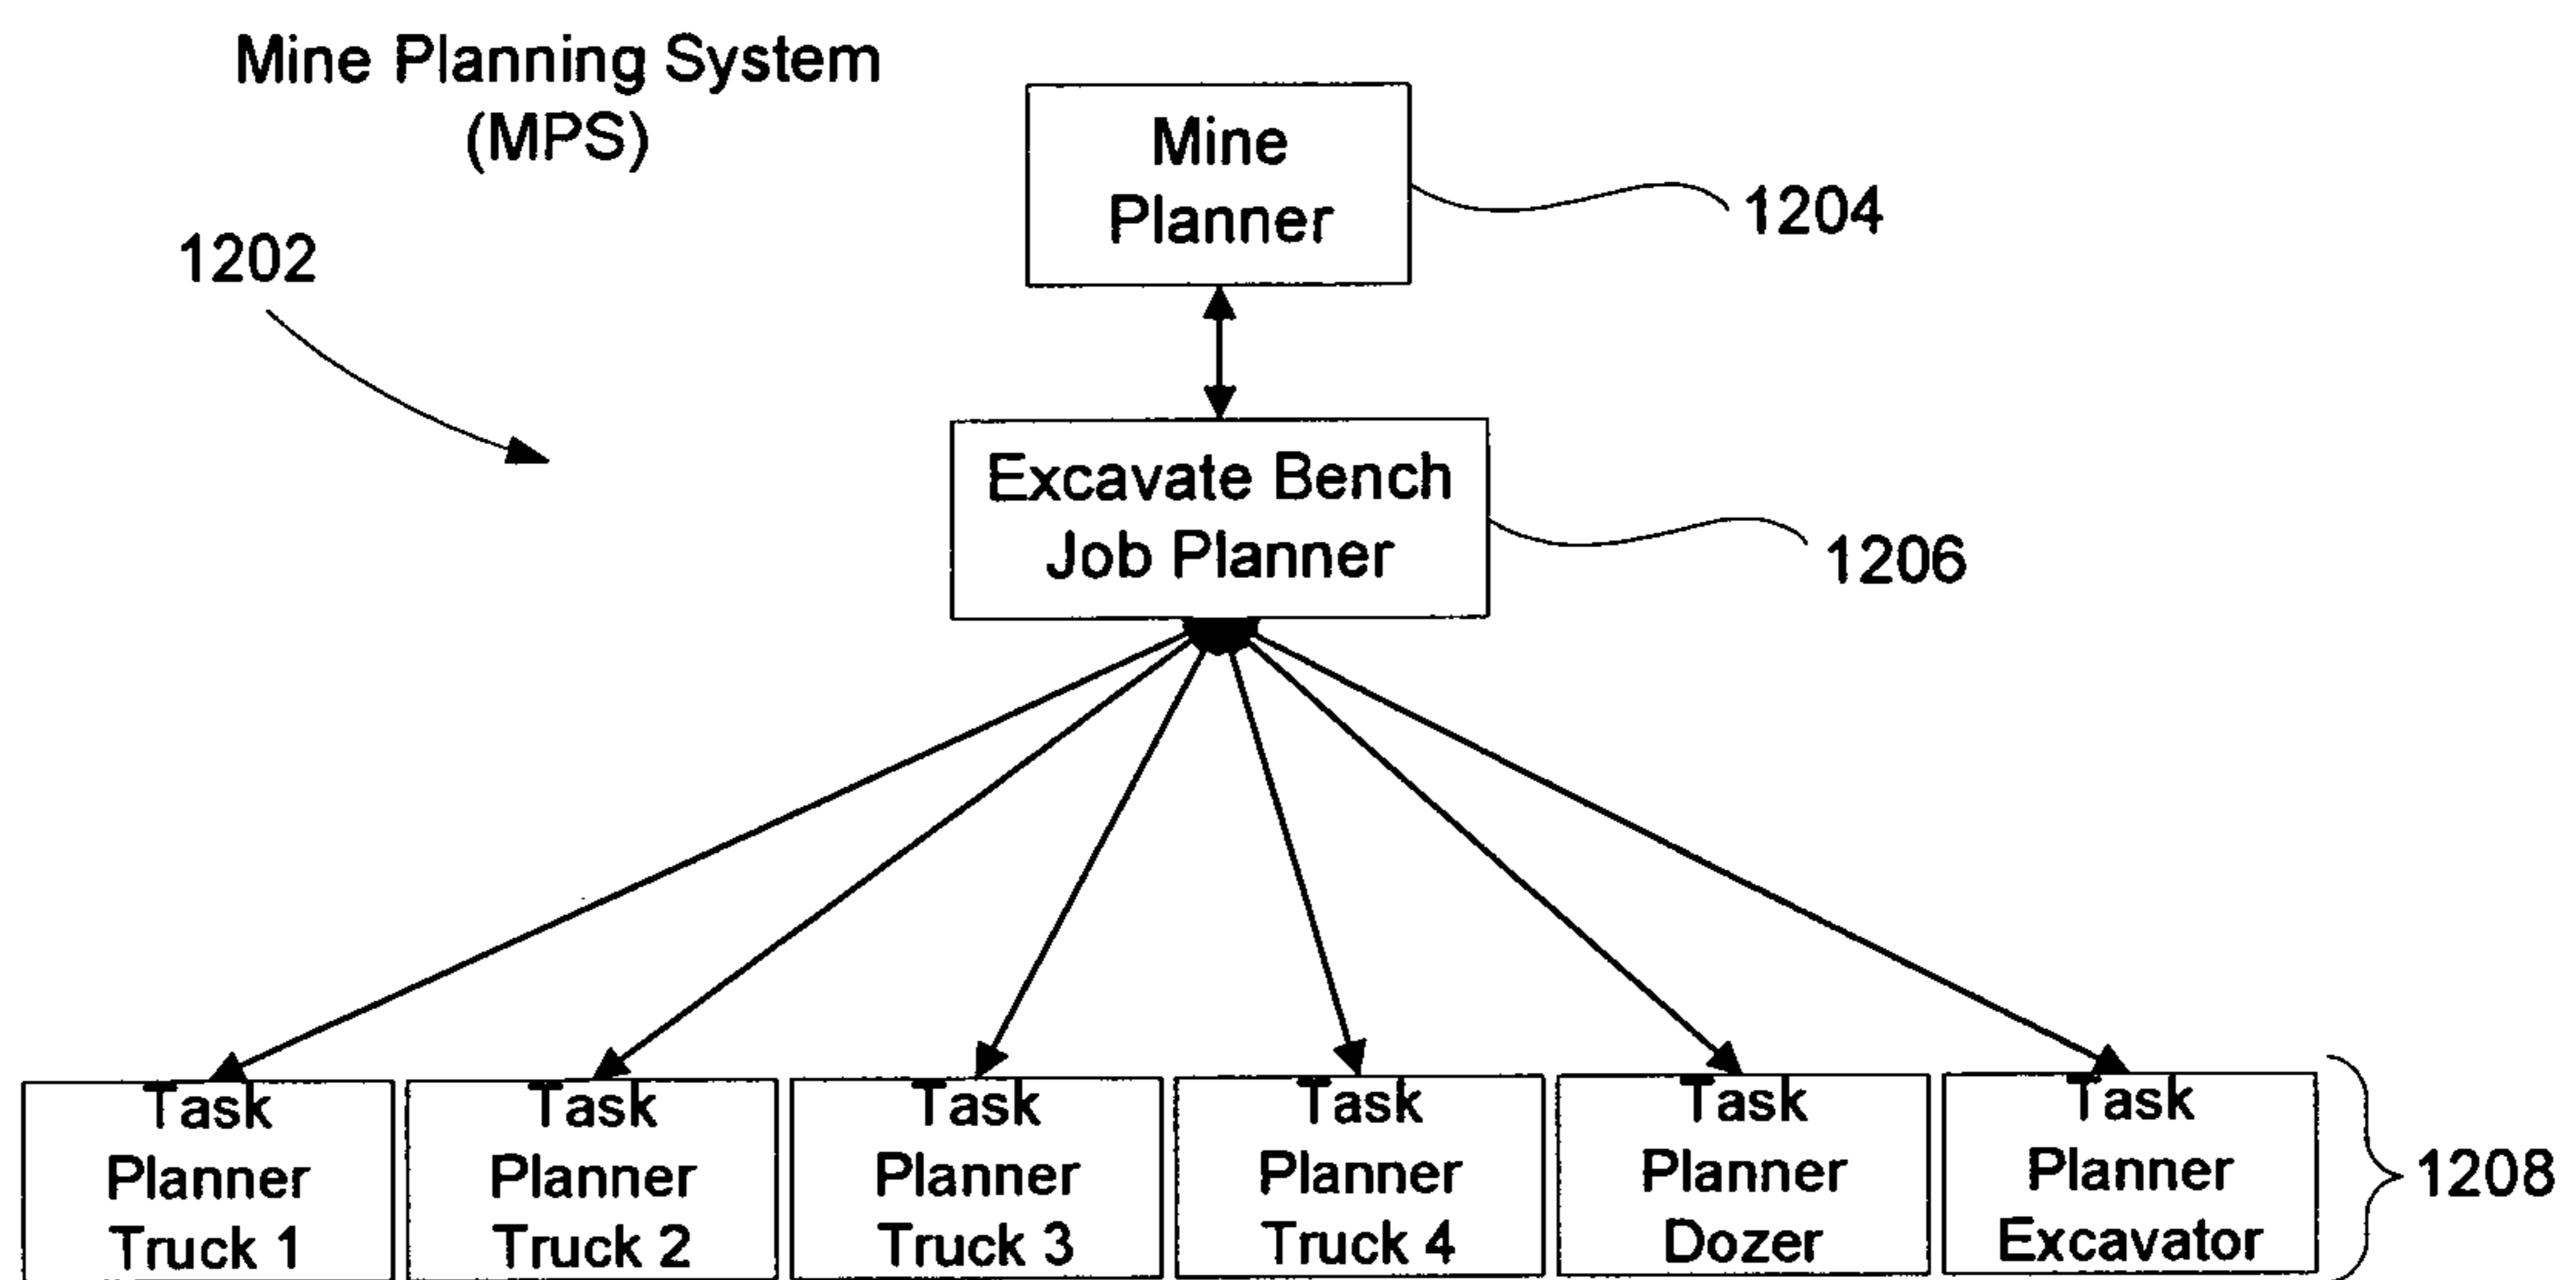 Mine Planning System
(MPS)
1202
Mine
Planner
1204
Excavate Bench
Job Planner
1206
Task
Planner
Truck 1
Task
Planner
Truck 2
Task
Planner
Truck 3
Task
Planner
Truck 4
Task
Planner
Dozer
Task
Planner
Excavator
1208